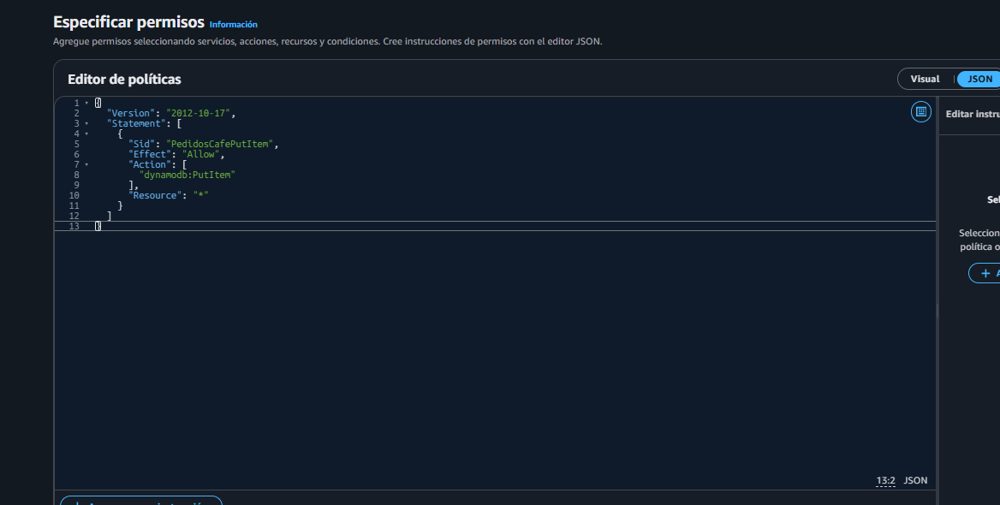 Especificar permisos Información
Agregue permisos seleccionando servicios, acciones, recursos y condiciones. Cree instrucciones de permisos con el editor JSON.
Editor de políticas
Visual | JSON
1 {
2 "Version": "2012-10-17",
3 "Statement": [
4 {
5 "Sid": "PedidosCafePutItem",
6 "Effect": "Allow",
7 "Action": [
8 "dynamodb:PutItem"
9 ],
10 "Resource": "*"
11 }
12 ]
13 }
Editar instru
Sel
Seleccion
política o
+ A
13:2 JSON